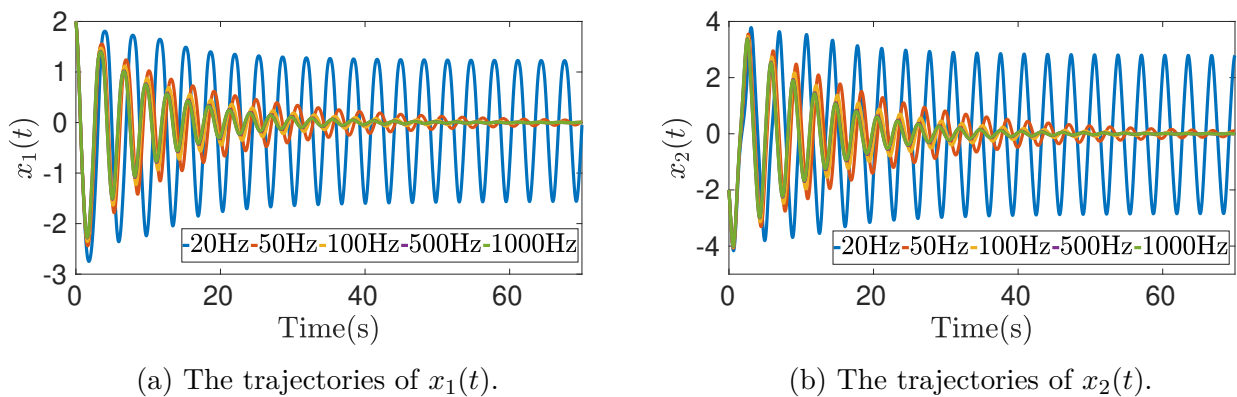 2
1
0
-1
-2
-3
x₁(t)
0
20
40
60
Time(s)
20Hz 50Hz 100Hz 500Hz 1000Hz
(a) The trajectories of x₁(t).
4
2
0
-2
-4
x₂(t)
0
20
40
60
Time(s)
20Hz 50Hz 100Hz 500Hz 1000Hz
(b) The trajectories of x₂(t).